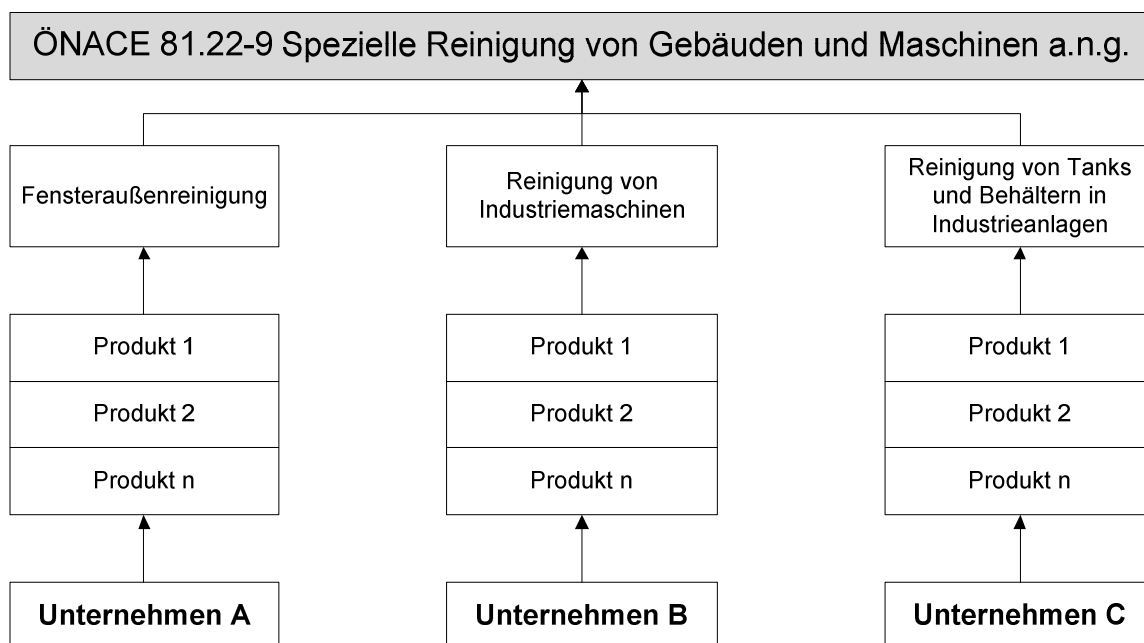 ÖNACE 81.22-9 Spezielle Reinigung von Gebäuden und Maschinen a.n.g.
Fensteraußenreinigung
Reinigung von
Industriemaschinen
Reinigung von Tanks
und Behältern in
Industrieanlagen
Produkt 1
Produkt 1
Produkt 1
Produkt 2
Produkt 2
Produkt 2
Produkt n
Produkt n
Produkt n
Unternehmen A
Unternehmen B
Unternehmen C